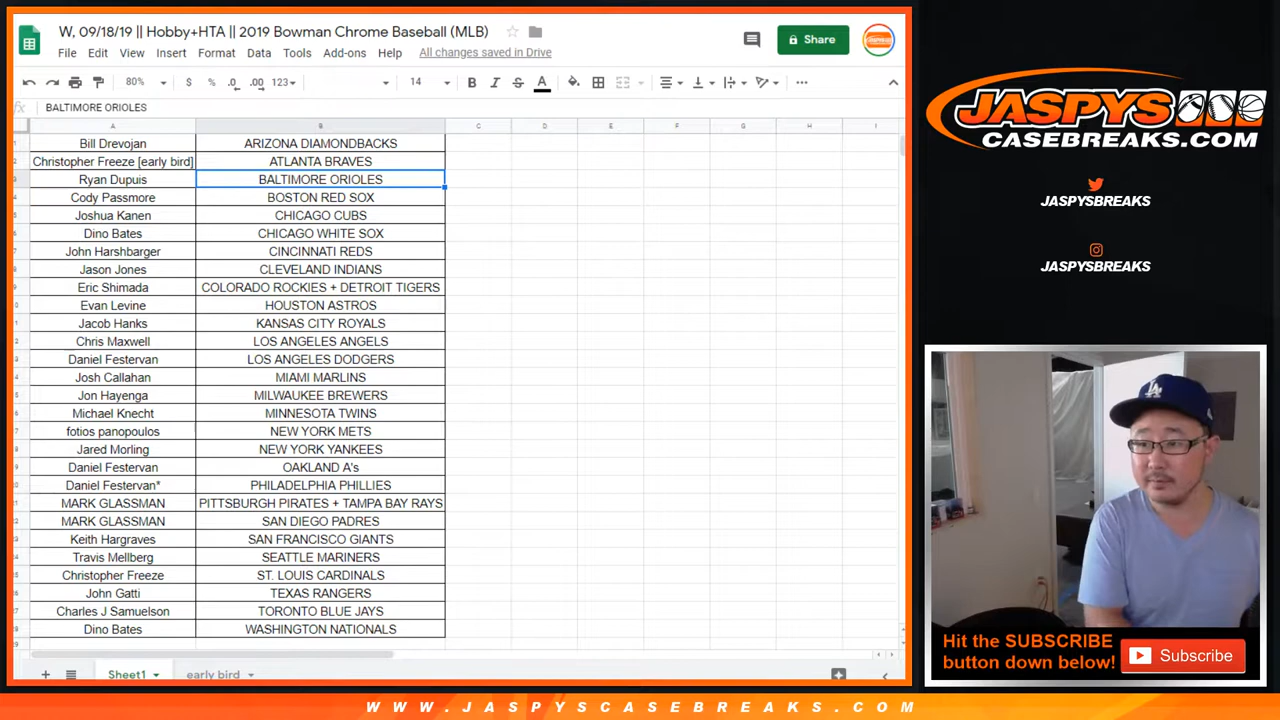 W, 09/18/19 || Hobby+HTA || 2019 Bowman Chrome Baseball (MLB)
File Edit View Insert Format Data Tools Add-ons Help All changes saved in Drive
Share
80% $ % .0 .00 123 14 B I S A
fx BALTIMORE ORIOLES
A B C D E F G H I
Bill Drevojan ARIZONA DIAMONDBACKS
Christopher Freeze [early bird] ATLANTA BRAVES
Ryan Dupuis BALTIMORE ORIOLES
Cody Passmore BOSTON RED SOX
Joshua Kanen CHICAGO CUBS
Dino Bates CHICAGO WHITE SOX
John Harshbarger CINCINNATI REDS
Jason Jones CLEVELAND INDIANS
Eric Shimada COLORADO ROCKIES + DETROIT TIGERS
Evan Levine HOUSTON ASTROS
Jacob Hanks KANSAS CITY ROYALS
Chris Maxwell LOS ANGELES ANGELS
Daniel Festervan LOS ANGELES DODGERS
Josh Callahan MIAMI MARLINS
Jon Hayenga MILWAUKEE BREWERS
Michael Knecht MINNESOTA TWINS
fotios panopoulos NEW YORK METS
Jared Morling NEW YORK YANKEES
Daniel Festervan OAKLAND A's
Daniel Festervan* PHILADELPHIA PHILLIES
MARK GLASSMAN PITTSBURGH PIRATES + TAMPA BAY RAYS
MARK GLASSMAN SAN DIEGO PADRES
Keith Hargraves SAN FRANCISCO GIANTS
Travis Mellberg SEATTLE MARINERS
Christopher Freeze ST. LOUIS CARDINALS
John Gatti TEXAS RANGERS
Charles J Samuelson TORONTO BLUE JAYS
Dino Bates WASHINGTON NATIONALS
Sheet1 early bird
JASPYS
CASEBREAKS.COM
JASPYSBREAKS
JASPYSBREAKS
LA
Hit the SUBSCRIBE
button down below!
Subscribe
WWW.JASPYSCASEBREAKS.COM